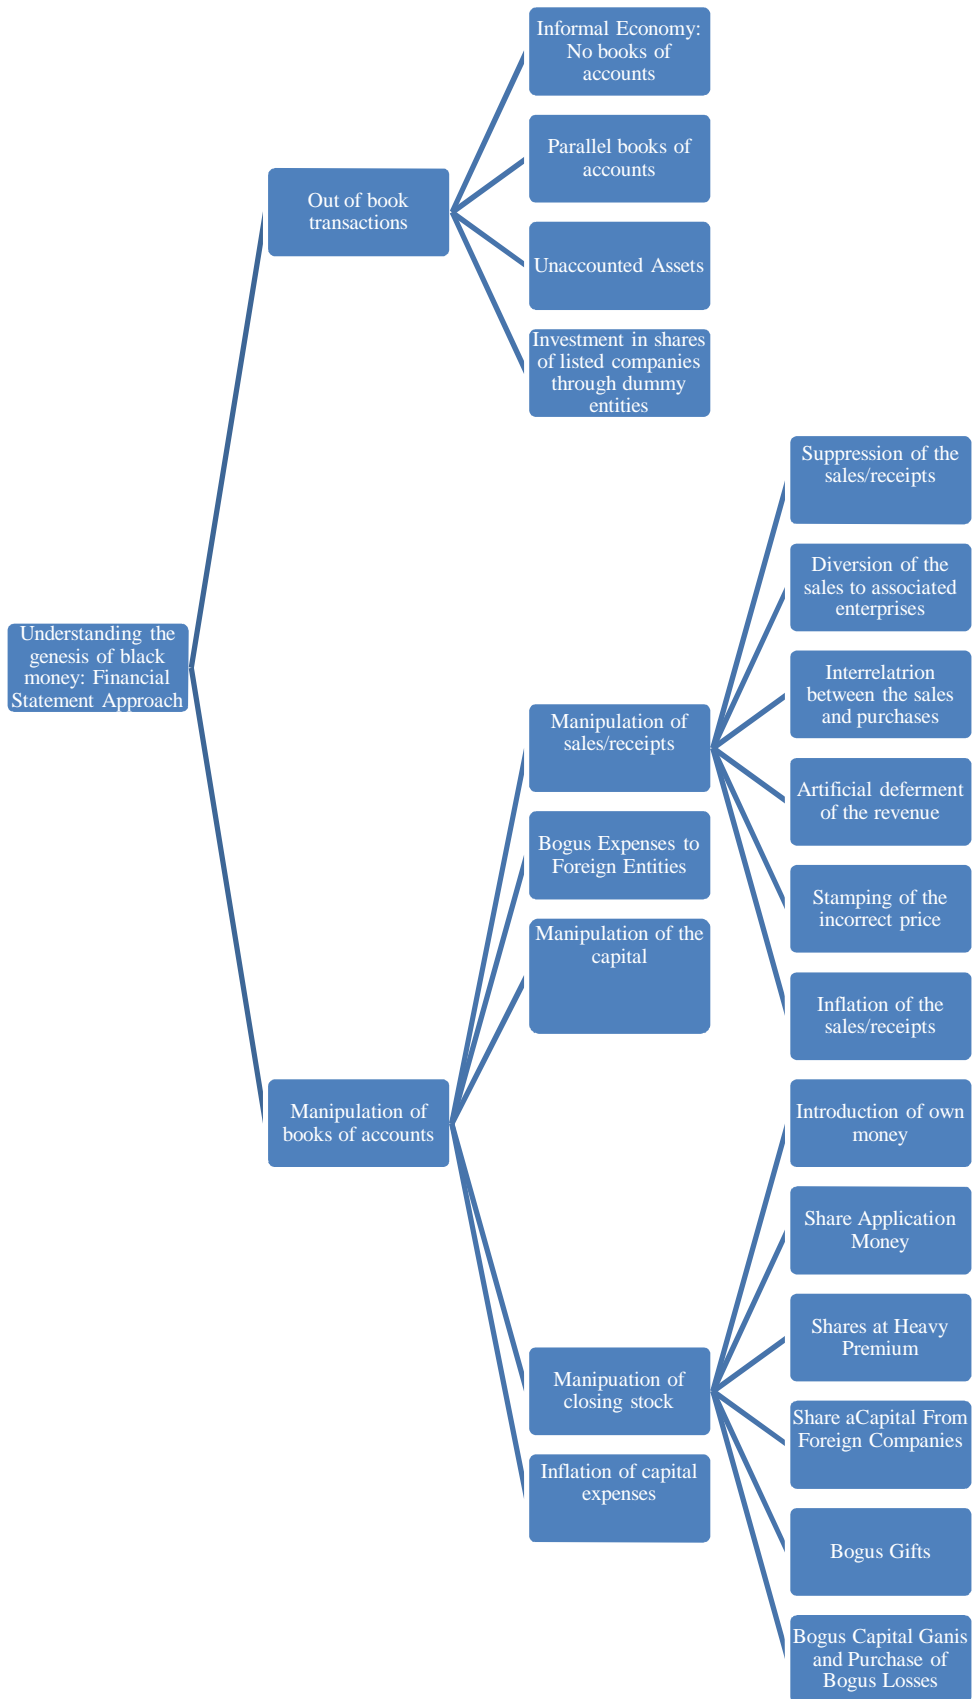 Understanding the
genesis of black
money: Financial
Statement Approach
Out of book
transactions
Informal Economy:
No books of
accounts
Parallel books of
accounts
Unaccounted Assets
Investment in shares
of listed companies
through dummy
entities
Manipulation of
books of accounts
Manipulation of
sales/receipts
Suppression of the
sales/receipts
Diversion of the
sales to associated
enterprises
Interrelatrion
between the sales
and purchases
Artificial deferment
of the revenue
Stamping of the
incorrect price
Inflation of the
sales/receipts
Bogus Expenses to
Foreign Entities
Manipulation of the
capital
Manipuation of
closing stock
Introduction of own
money
Share Application
Money
Shares at Heavy
Premium
Share aCapital From
Foreign Companies
Bogus Gifts
Bogus Capital Ganis
and Purchase of
Bogus Losses
Inflation of capital
expenses